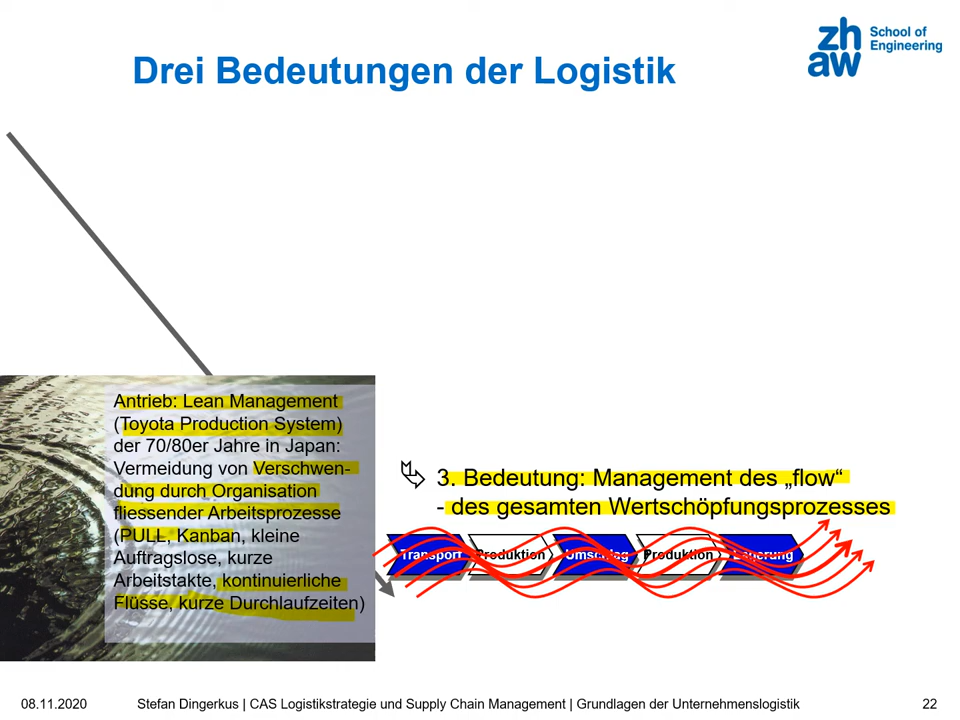 zh
aw
School of
Engineering
Drei Bedeutungen der Logistik
Antrieb: Lean Management
(Toyota Production System)
der 70/80er Jahre in Japan:
Vermeidung von Verschwen-
dung durch Organisation
fliessender Arbeitsprozesse
(PULL, Kanban, kleine
Auftragslose, kurze
Arbeitstakte, kontinuierliche
Flüsse, kurze Durchlaufzeiten)
3. Bedeutung: Management des „flow“
- des gesamten Wertschöpfungsprozesses
Transport Produktion Umschlag Produktion Lagerung
08.11.2020 Stefan Dingerkus | CAS Logistikstrategie und Supply Chain Management | Grundlagen der Unternehmenslogistik 22